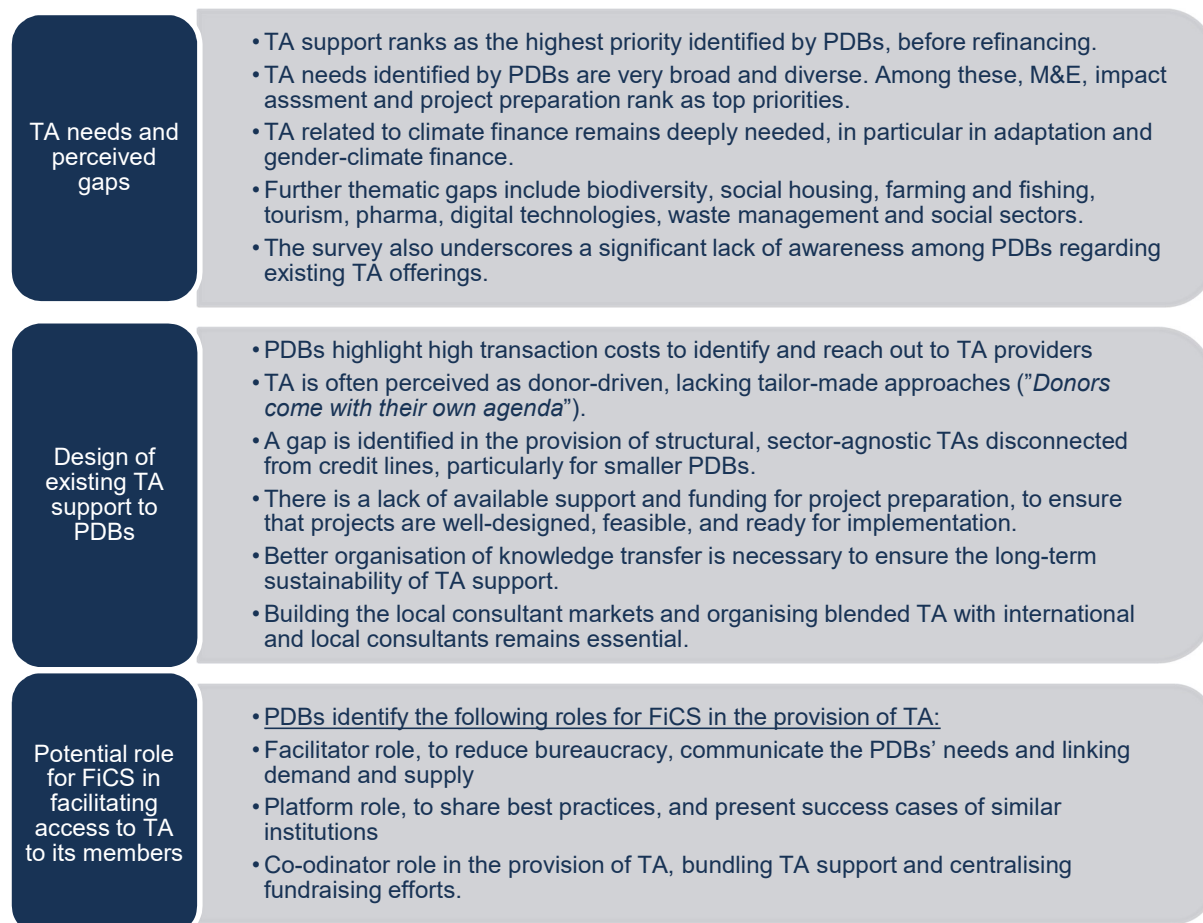 TA needs and
perceived
gaps
• TA support ranks as the highest priority identified by PDBs, before refinancing.
• TA needs identified by PDBs are very broad and diverse. Among these, M&E, impact
asssment and project preparation rank as top priorities.
• TA related to climate finance remains deeply needed, in particular in adaptation and
gender-climate finance.
• Further thematic gaps include biodiversity, social housing, farming and fishing,
tourism, pharma, digital technologies, waste management and social sectors.
• The survey also underscores a significant lack of awareness among PDBs regarding
existing TA offerings.
Design of
existing TA
support to
PDBs
• PDBs highlight high transaction costs to identify and reach out to TA providers
• TA is often perceived as donor-driven, lacking tailor-made approaches ("Donors
come with their own agenda").
• A gap is identified in the provision of structural, sector-agnostic TAs disconnected
from credit lines, particularly for smaller PDBs.
• There is a lack of available support and funding for project preparation, to ensure
that projects are well-designed, feasible, and ready for implementation.
• Better organisation of knowledge transfer is necessary to ensure the long-term
sustainability of TA support.
• Building the local consultant markets and organising blended TA with international
and local consultants remains essential.
Potential role
for FiCS in
facilitating
access to TA
to its members
• PDBs identify the following roles for FiCS in the provision of TA:
• Facilitator role, to reduce bureaucracy, communicate the PDBs' needs and linking
demand and supply
• Platform role, to share best practices, and present success cases of similar
institutions
• Co-odinator role in the provision of TA, bundling TA support and centralising
fundraising efforts.